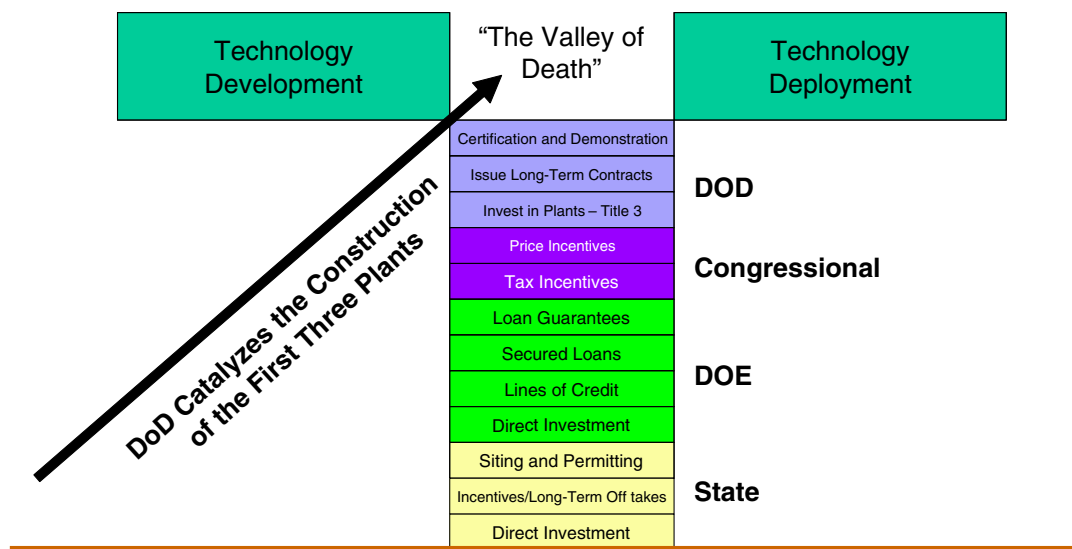 Technology
Development
“The Valley of
Death”
Technology
Deployment
Certification and Demonstration
Issue Long-Term Contracts
Invest in Plants – Title 3
DOD
Price Incentives
Tax Incentives
Congressional
Loan Guarantees
Secured Loans
Lines of Credit
Direct Investment
DOE
Siting and Permitting
Incentives/Long-Term Off takes
Direct Investment
State
DoD Catalyzes the Construction
of the First Three Plants